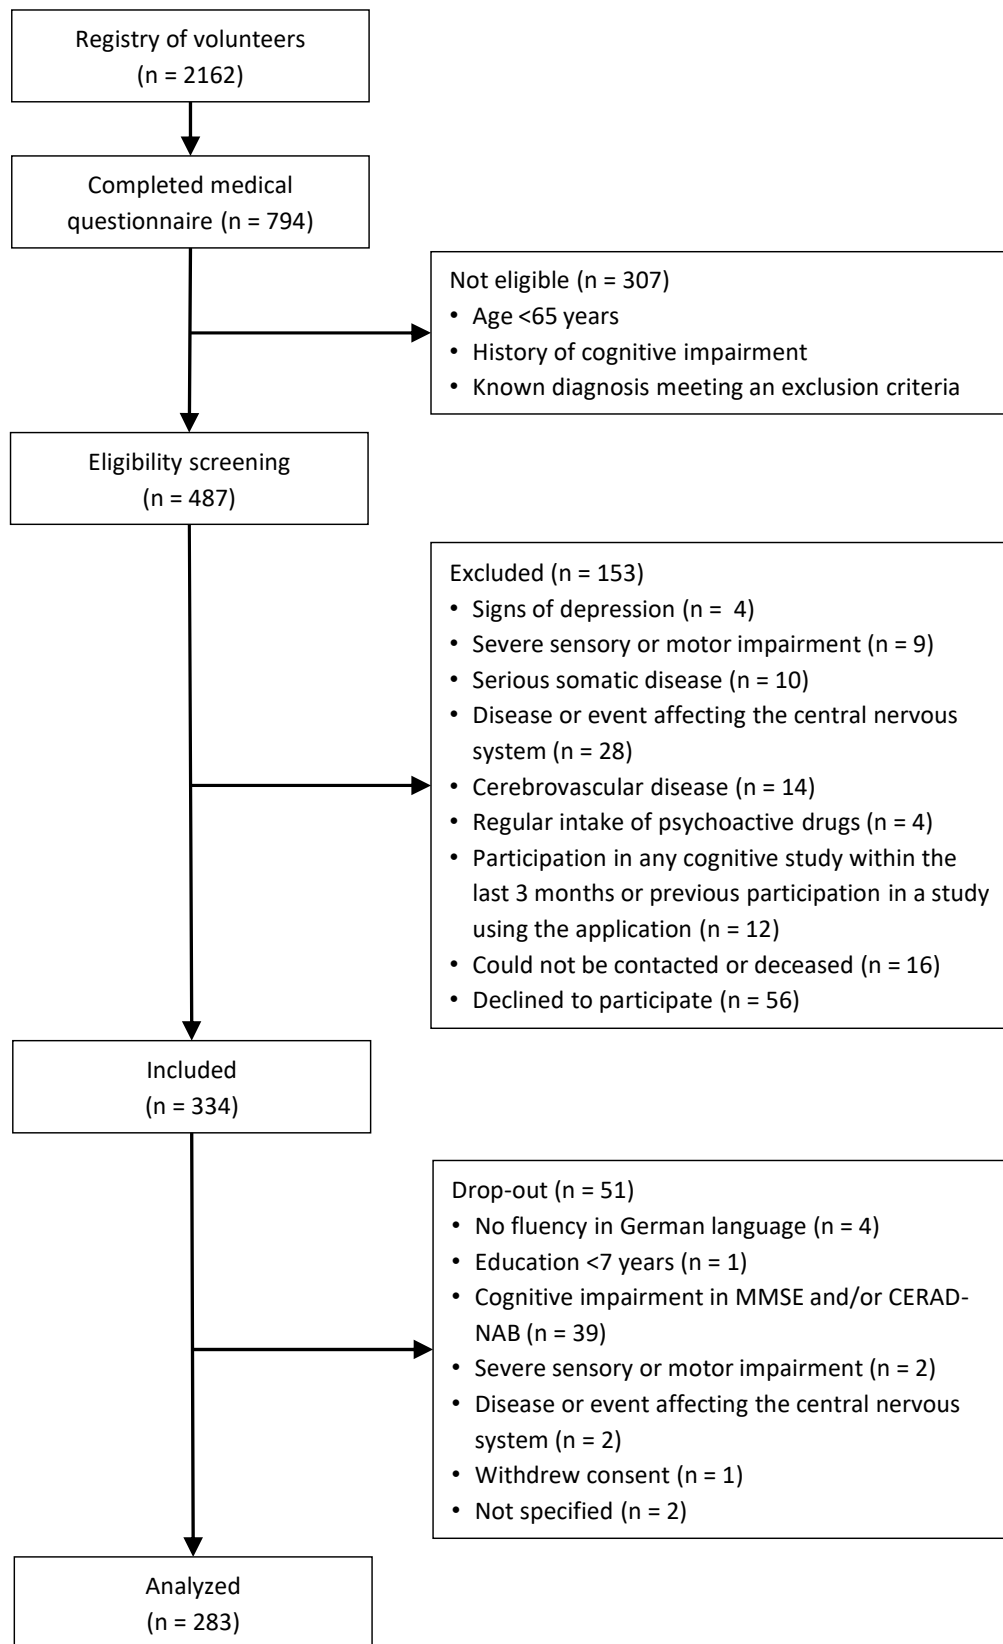 Registry of volunteers
(n = 2162)
Completed medical
questionnaire (n = 794)
Not eligible (n = 307)
• Age <65 years
• History of cognitive impairment
• Known diagnosis meeting an exclusion criteria
Eligibility screening
(n = 487)
Excluded (n = 153)
• Signs of depression (n =  4)
• Severe sensory or motor impairment (n = 9)
• Serious somatic disease (n = 10)
• Disease or event affecting the central nervous
system (n = 28)
• Cerebrovascular disease (n = 14)
• Regular intake of psychoactive drugs (n = 4)
• Participation in any cognitive study within the
last 3 months or previous participation in a study
using the application (n = 12)
• Could not be contacted or deceased (n = 16)
• Declined to participate (n = 56)
Included
(n = 334)
Drop-out (n = 51)
• No fluency in German language (n = 4)
• Education <7 years (n = 1)
• Cognitive impairment in MMSE and/or CERAD-
NAB (n = 39)
• Severe sensory or motor impairment (n = 2)
• Disease or event affecting the central nervous
system (n = 2)
• Withdrew consent (n = 1)
• Not specified (n = 2)
Analyzed
(n = 283)